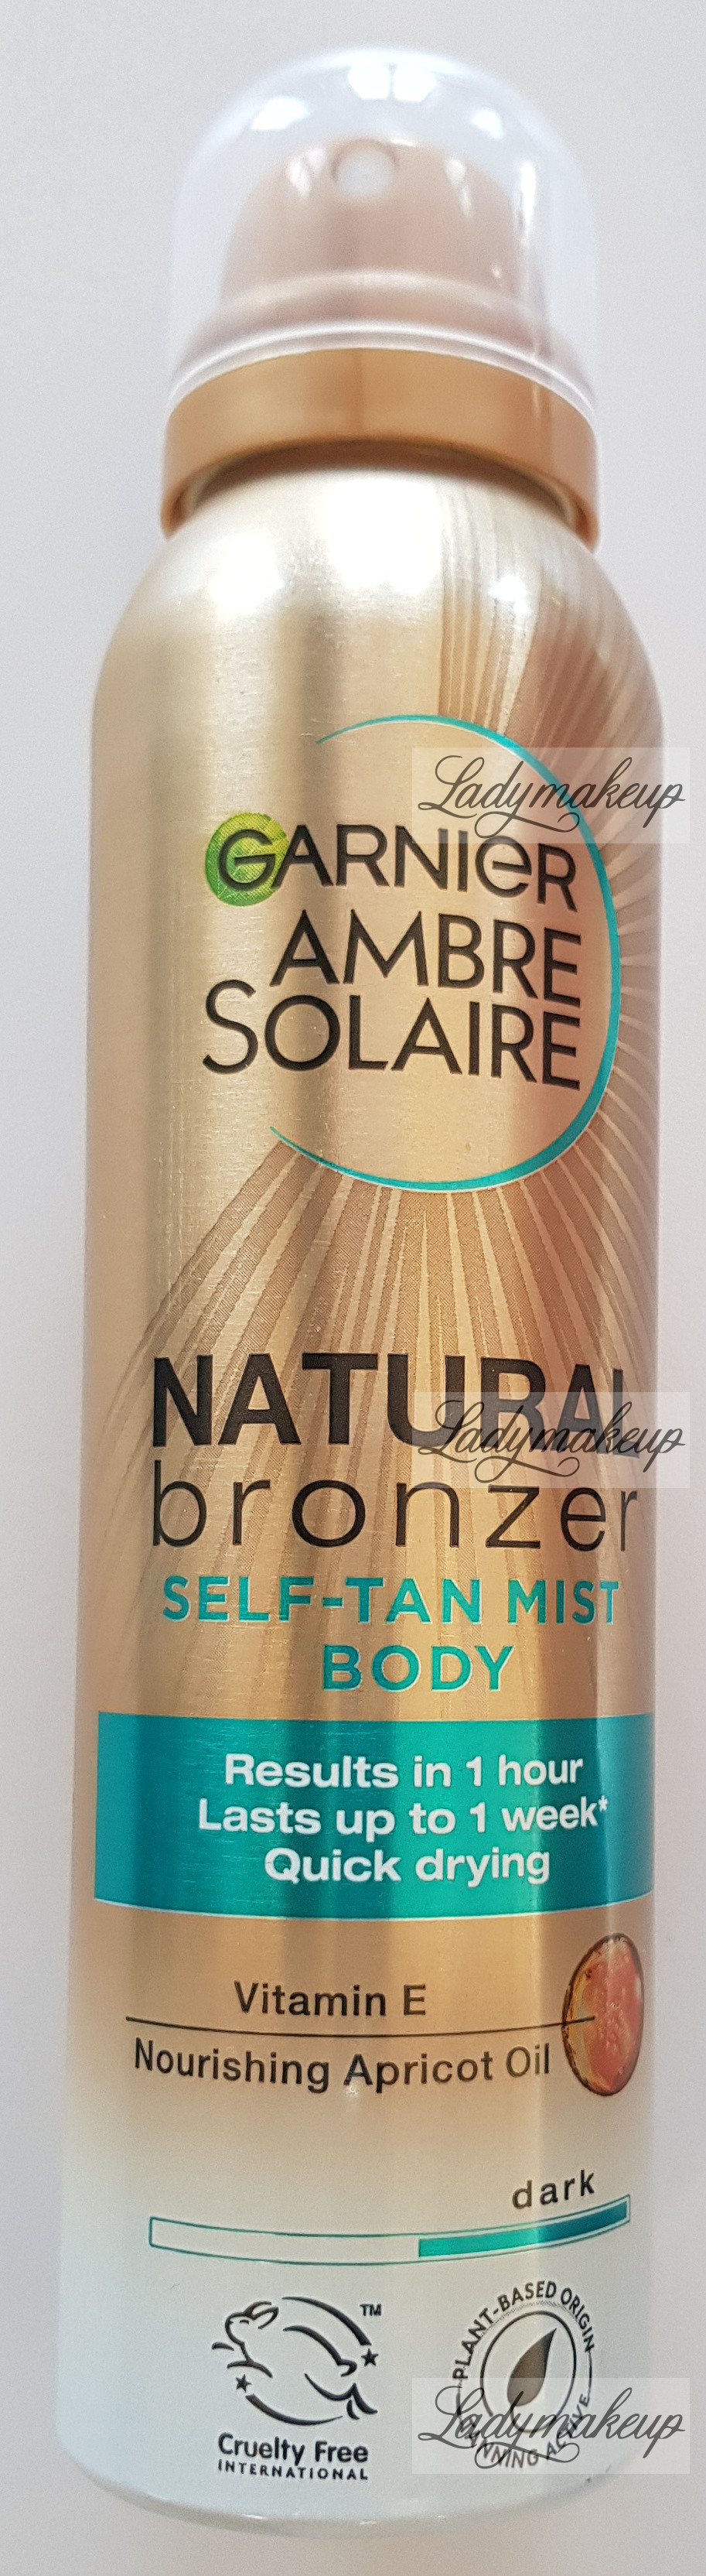 Ladymakeup
GARNIER
AMBRE
SOLAIRE
NATURAL
Ladymakeup
bronzer
SELF-TAN MIST
BODY
Results in 1 hour
Lasts up to 1 week*
Quick drying
Vitamin E
Nourishing Apricot Oil
dark
TM
Cruelty Free
INTERNATIONAL
PLANT-BASED ORIGIN
Ladymakeup